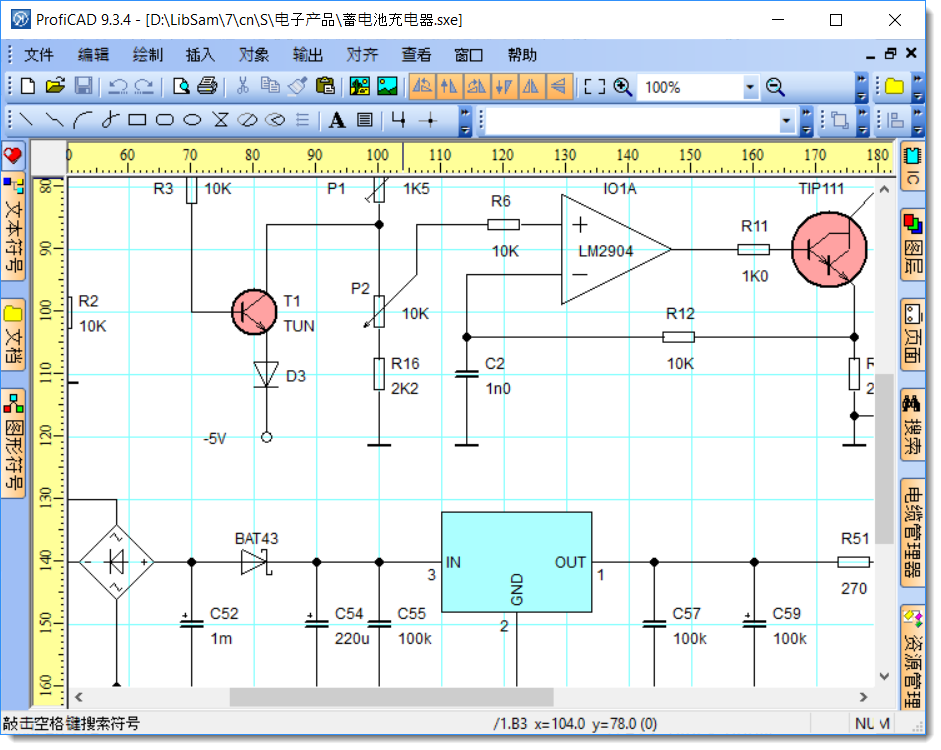 ProfiCAD 9.3.4 - [D:\LibSam\7\cn\S\电子产品\蓄电池充电器.sxe]
文件 编辑 绘制 插入 对象 输出 对齐 查看 窗口 帮助
100%
A
0 60 70 80 90 100 110 120 130 140 150 160 170 180
IC
文本符号
文档
图形符号
图层
页面
搜索
电缆管理器
资源管理
80
90
100
110
120
130
140
150
160
R3 10K P1 1K5 IO1A TIP111
R6
10K
+
LM2904
−
R11
1K0
P2
10K
R2
10K
T1
TUN
R12
10K
D3
R16
2K2
C2
1n0
R
2
-5V
~
- +
~
BAT43
3 IN OUT 1
GND
2
R51
270
+ C52
1m
+ C54
220u
C55
100k
C57
100k
+ C59
100k
敲击空格键搜索符号 /1.B3 x=104.0 y=78.0 (0) NUM